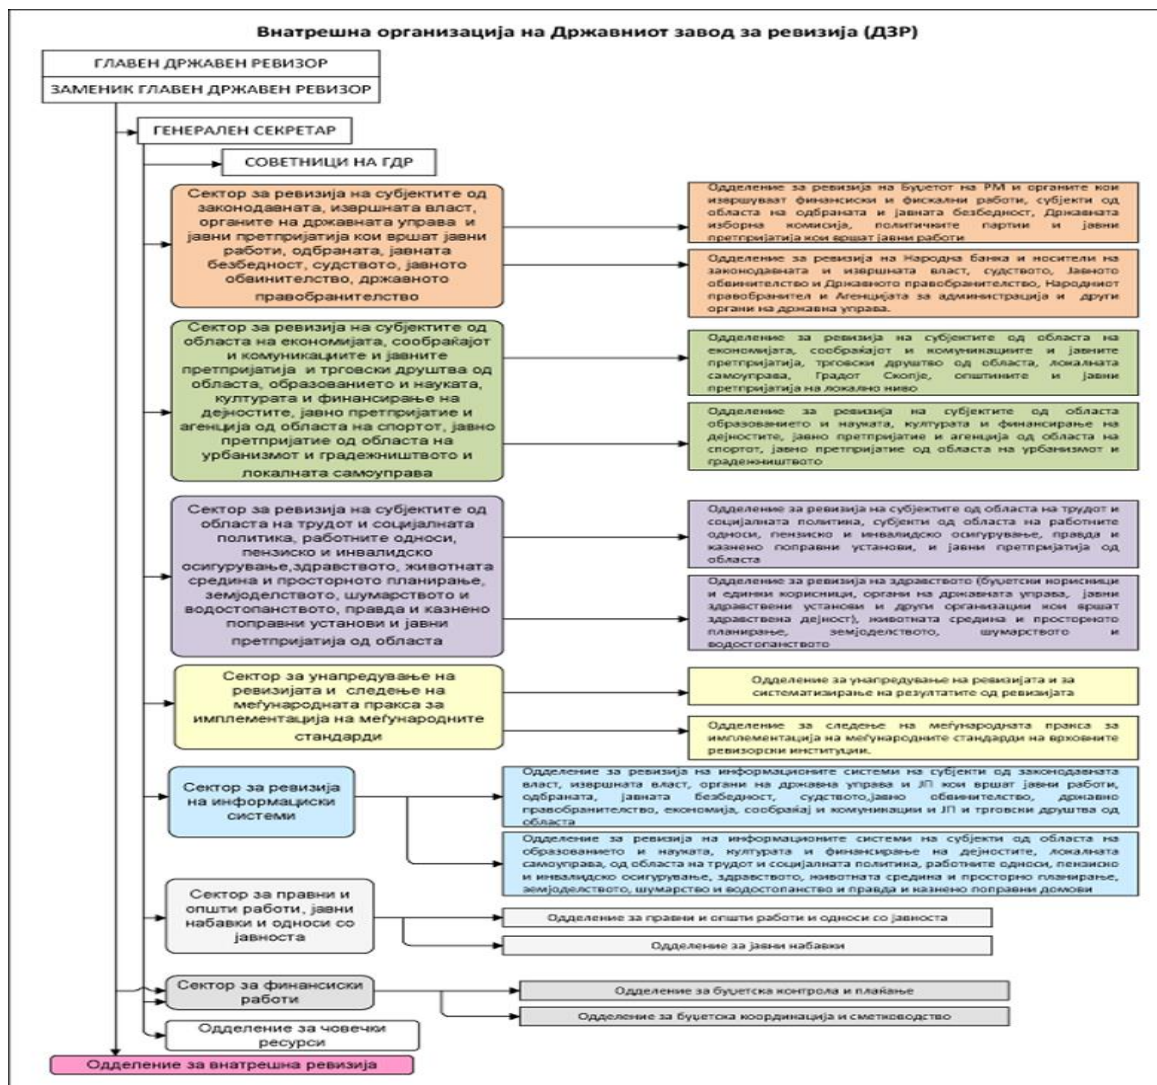 Внатрешна организација на Државниот завод за ревизија (ДЗР)
ГЛАВЕН ДРЖАВЕН РЕВИЗОР
ЗАМЕНИК ГЛАВЕН ДРЖАВЕН РЕВИЗОР
ГЕНЕРАЛЕН СЕКРЕТАР
СОВЕТНИЦИ НА ГДР
Сектор за ревизија на субјектите од
законодавната, извршната власт,
органите на државната управа и
јавни претпријатија кои вршат јавни
работи, одбраната, јавната
безбедност, судството, јавното
обвинителство, државното
правобранителство
Одделение за ревизија на Буџетот на РМ и органите кои
извршуваат финансиски и фискални работи, субјекти од
областа на одбраната и јавната безбедност, Државната
изборна комисија, политичките партии и јавни
претпријатија кои вршат јавни работи
Одделение за ревизија на Народна банка и носители на
законодавната и извршната власт, судството, Јавното
обвинителство и Државното правобранителство, Народниот
правобранител и Агенцијата за администрација и други
органи на државна управа.
Сектор за ревизија на субјектите од
областа на економијата, сообраќајот
и комуникациите и јавните
претпријатија и трговски друштва од
областа, образованието и науката,
културата и финансирање на
дејностите, јавно претпријатие и
агенција од областа на спортот, јавно
претпријатие од областа на
урбанизмот и градежништвото и
локалната самоуправа
Одделение за ревизија на субјектите од областа на
економијата, сообраќајот и комуникациите и јавните
претпријатија, трговски друштво од областа, локалната
самоуправа, Градот Скопје, општините и јавни
претпријатија на локално ниво
Одделение за ревизија на субјектите од областа
образованието и науката, културата и финансирање на
дејностите, јавно претпријатие и агенција од областа на
спортот, јавно претпријатие од областа на урбанизмот и
градежништвото
Сектор за ревизија на субјектите од
областа на трудот и социјалната
политика, работните односи,
пензиско и инвалидско
осигурување,здравството, животната
средина и просторното планирање,
земјоделството, шумарството и
водостопанството, правда и казнено
поправни установи и јавни
претпријатија од областа
Одделение за ревизија на субјектите од област на трудот и
социјалната политика, субјекти од областа на работните
односи, пензиско и инвалидско осигурување, правда и
казнено поправни установи, и јавни претпријатија од
областа
Одделение за ревизија на здравството (буџетски корисници
и единки корисници, органи на државната управа, јавни
здравствени установи и други организации кои вршат
здравствена дејност), животната средина и просторното
планирање, земјоделството, шумарството и
водостопанството
Сектор за унапредување на
ревизијата и следење на
меѓународната пракса за
имплементација на меѓународните
стандарди
Одделение за унапредување на ревизијата и за
систематизирање на резултатите од ревизијата
Одделение за следење на меѓународната пракса за
имплементација на меѓународните стандарди на врховните
ревизорски институции.
Сектор за ревизија
на информациски
системи
Одделение за ревизија на информационите системи на субјекти од законодавната
власт, извршната власт, органи на државна управа и ЈП кои вршат јавни работи,
одбраната, јавната безбедност, судството,јавно обвинителство, државно
правобранителство, економија, сообраќај и комуникации и ЈП и трговски друштва од
областа
Одделение за ревизија на информационите системи на субјекти од областа на
образованието и науката, културата и финансирање на дејностите, локалната
самоуправа, од областа на трудот и социјалната политика, работните односи, пензиско
и инвалидско осигурување, здравството, животната средина и просторно планирање,
земјоделството, шумарство и водостопанство и правда и казнено поправни домови
Сектор за правни и
општи работи, јавни
набавки и односи со
јавноста
Одделение за правни и општи работи и односи со јавноста
Одделение за јавни набавки
Сектор за финансиски
работи
Одделение за буџетска контрола и плаќање
Одделение за буџетска координација и сметководство
Одделение за човечки
ресурси
Одделение за внатрешна ревизија